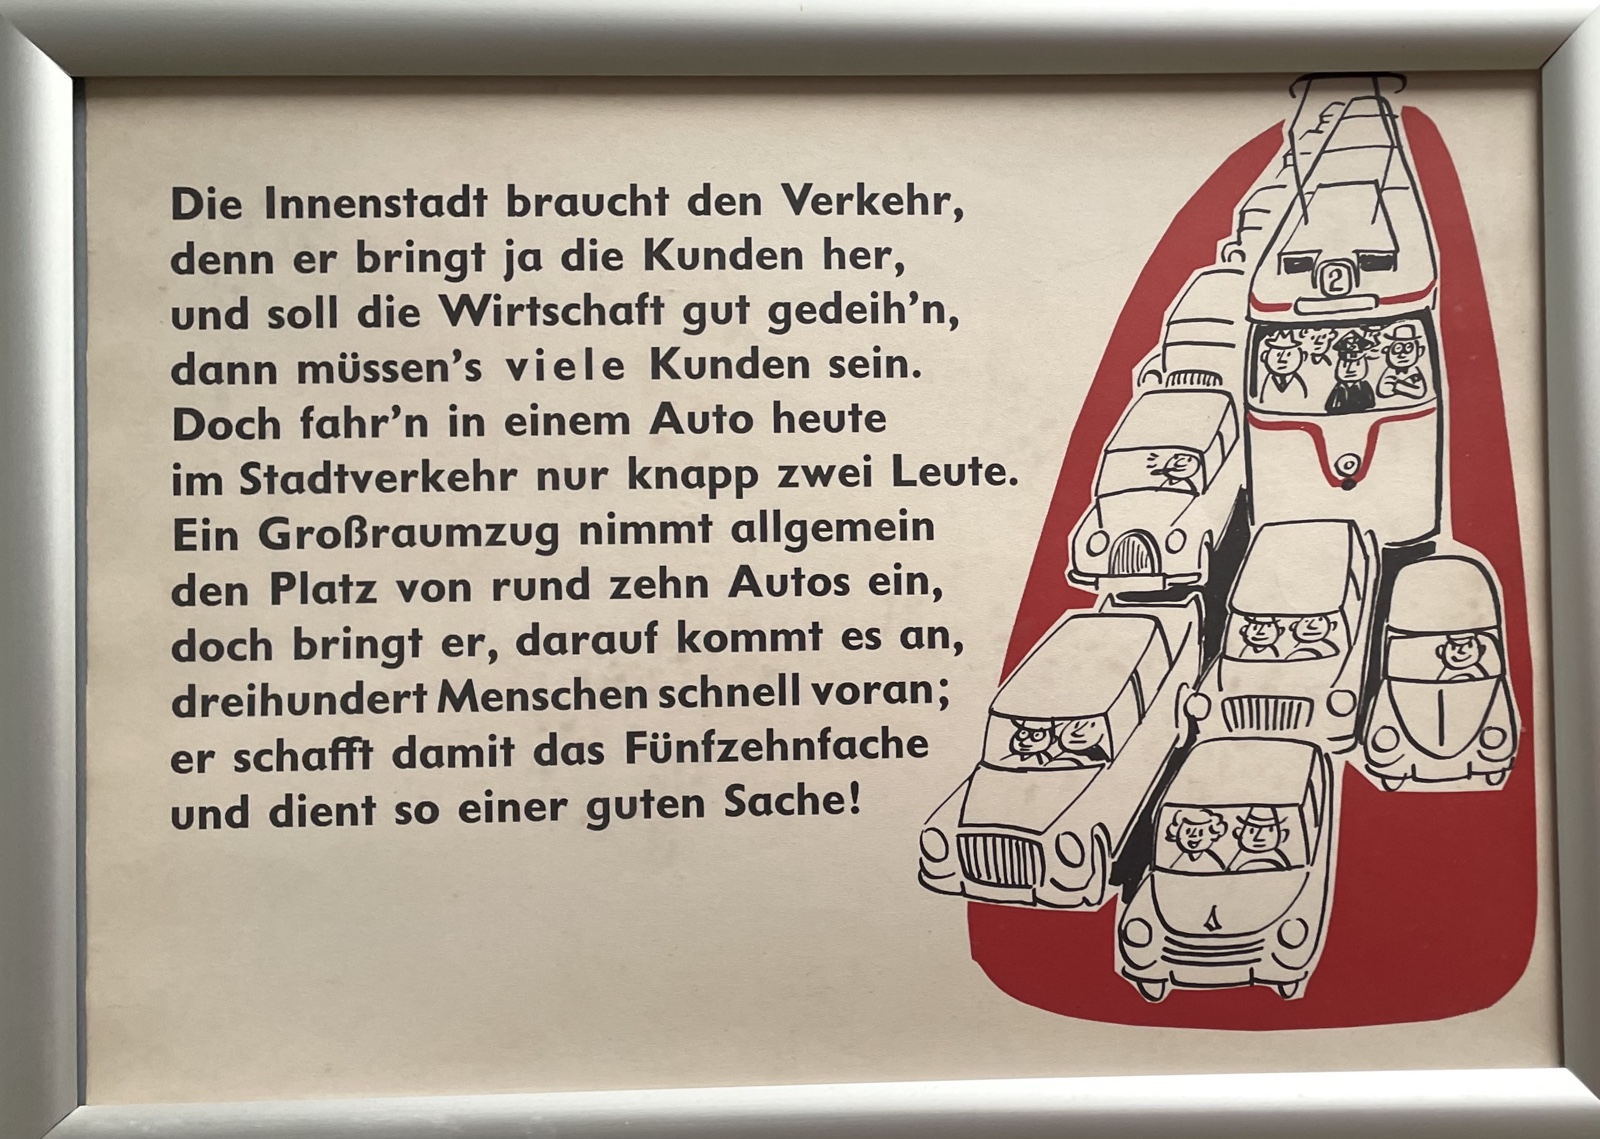 Die Innenstadt braucht den Verkehr,
denn er bringt ja die Kunden her,
und soll die Wirtschaft gut gedeih’n,
dann müssen’s viele Kunden sein.
Doch fahr’n in einem Auto heute
im Stadtverkehr nur knapp zwei Leute.
Ein Großraumzug nimmt allgemein
den Platz von rund zehn Autos ein,
doch bringt er, darauf kommt es an,
dreihundert Menschen schnell voran;
er schafft damit das Fünfzehnfache
und dient so einer guten Sache!
2